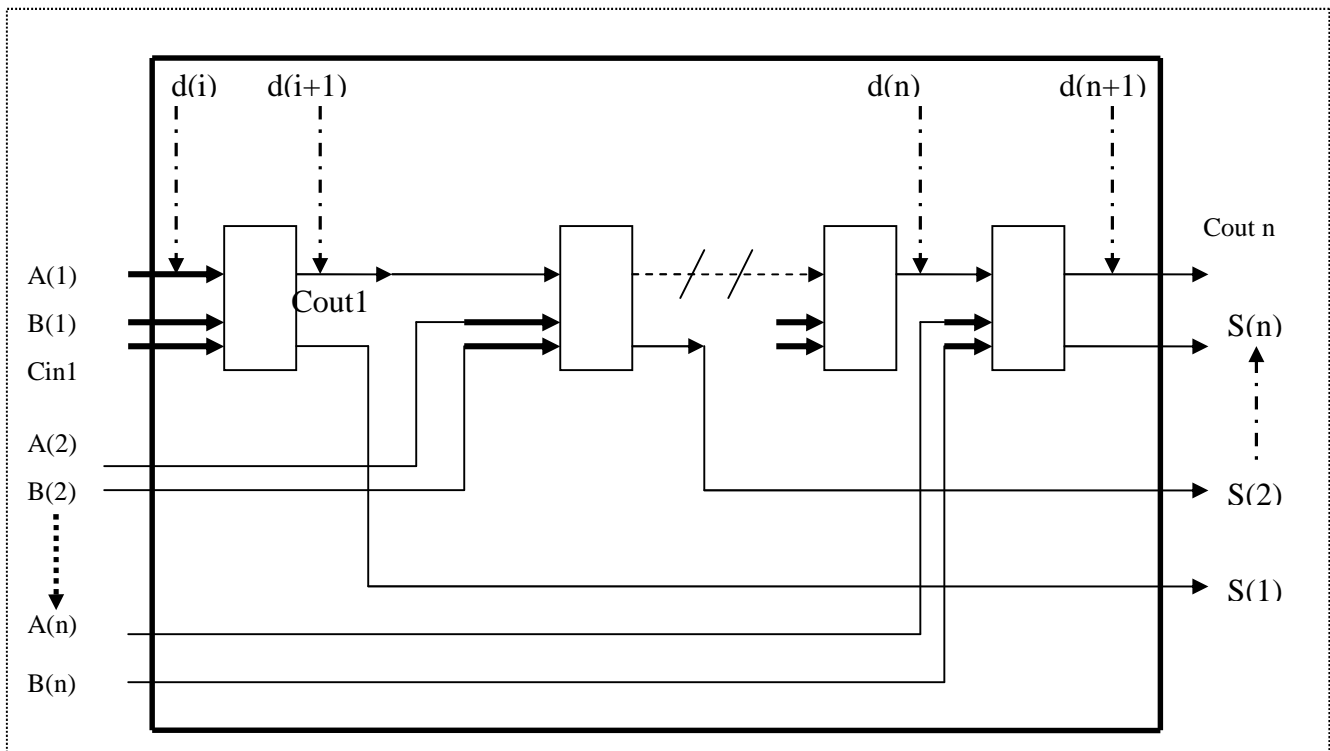 d(i) d(i+1) d(n) d(n+1)
Cout n
A(1)
Cout1
B(1)
S(n)
Cin1
A(2)
B(2)
S(2)
S(1)
A(n)
B(n)